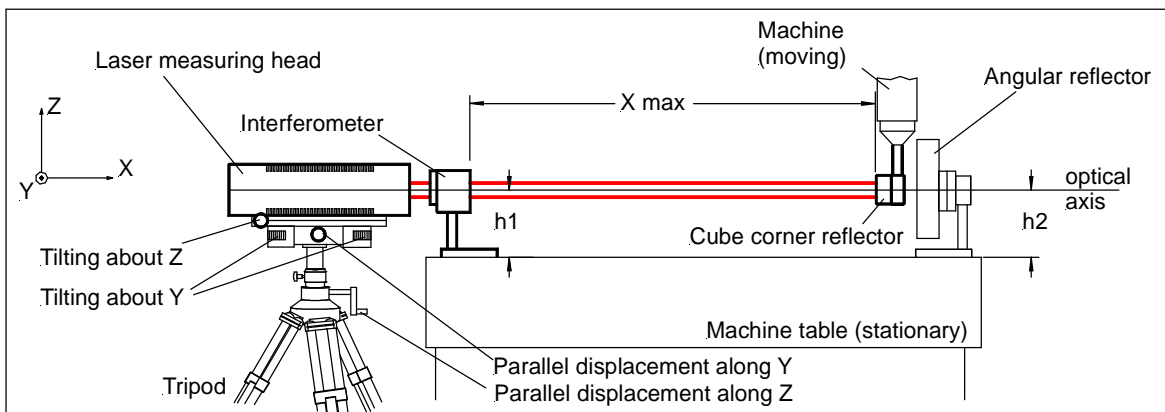 Machine
(moving)
Laser measuring head
Angular reflector
X max
Z
Interferometer
X
Y
optical
axis
h1
h2
Cube corner reflector
Tilting about Z
Tilting about Y
Machine table (stationary)
Parallel displacement along Y
Tripod
Parallel displacement along Z